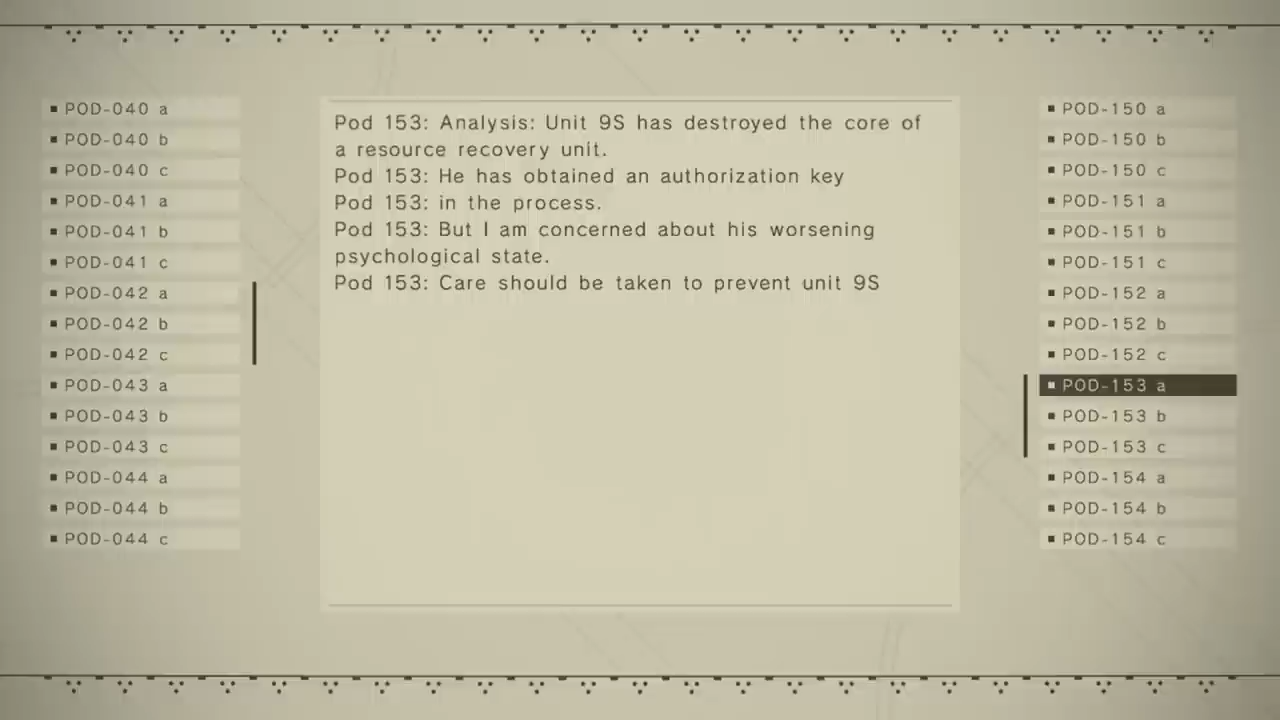 POD-040 a
POD-040 b
POD-040 c
POD-041 a
POD-041 b
POD-041 c
POD-042 a
POD-042 b
POD-042 c
POD-043 a
POD-043 b
POD-043 c
POD-044 a
POD-044 b
POD-044 c
Pod 153: Analysis: Unit 9S has destroyed the core of
a resource recovery unit.
Pod 153: He has obtained an authorization key
Pod 153: in the process.
Pod 153: But I am concerned about his worsening
psychological state.
Pod 153: Care should be taken to prevent unit 9S
POD-150 a
POD-150 b
POD-150 c
POD-151 a
POD-151 b
POD-151 c
POD-152 a
POD-152 b
POD-152 c
POD-153 a
POD-153 b
POD-153 c
POD-154 a
POD-154 b
POD-154 c